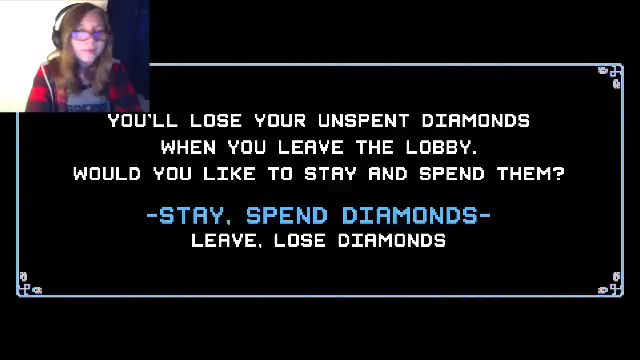 YOU'LL LOSE YOUR UNSPENT DIAMONDS
WHEN YOU LEAVE THE LOBBY.
WOULD YOU LIKE TO STAY AND SPEND THEM?
-STAY, SPEND DIAMONDS-
LEAVE, LOSE DIAMONDS